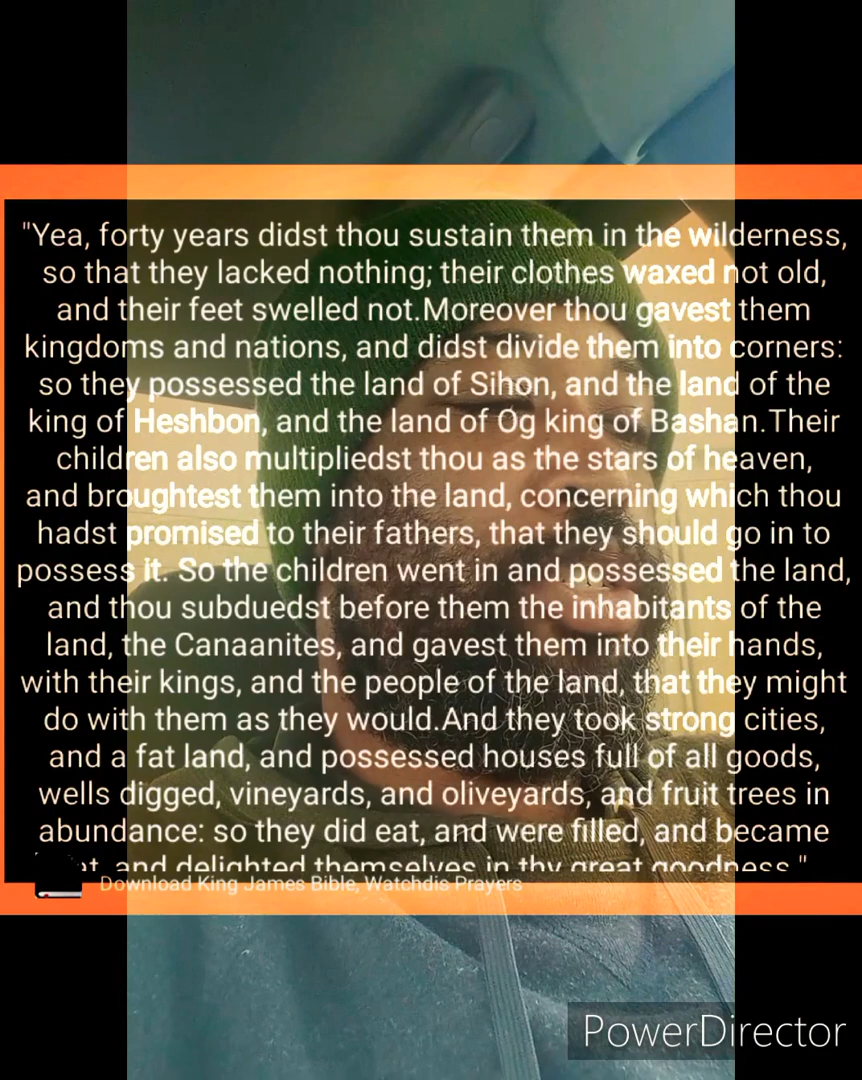 "Yea, forty years didst thou sustain them in the wilderness,
so that they lacked nothing; their clothes waxed not old,
and their feet swelled not.Moreover thou gavest them
kingdoms and nations, and didst divide them into corners:
so they possessed the land of Sihon, and the land of the
king of Heshbon, and the land of Og king of Bashan.Their
children also multipliedst thou as the stars of heaven,
and broughtest them into the land, concerning which thou
hadst promised to their fathers, that they should go in to
possess it. So the children went in and possessed the land,
and thou subduedst before them the inhabitants of the
land, the Canaanites, and gavest them into their hands,
with their kings, and the people of the land, that they might
do with them as they would.And they took strong cities,
and a fat land, and possessed houses full of all goods,
wells digged, vineyards, and oliveyards, and fruit trees in
abundance: so they did eat, and were filled, and became
and delighted themselves in thy great goodness."
Download King James Bible, Watchdis Prayers
PowerDirector